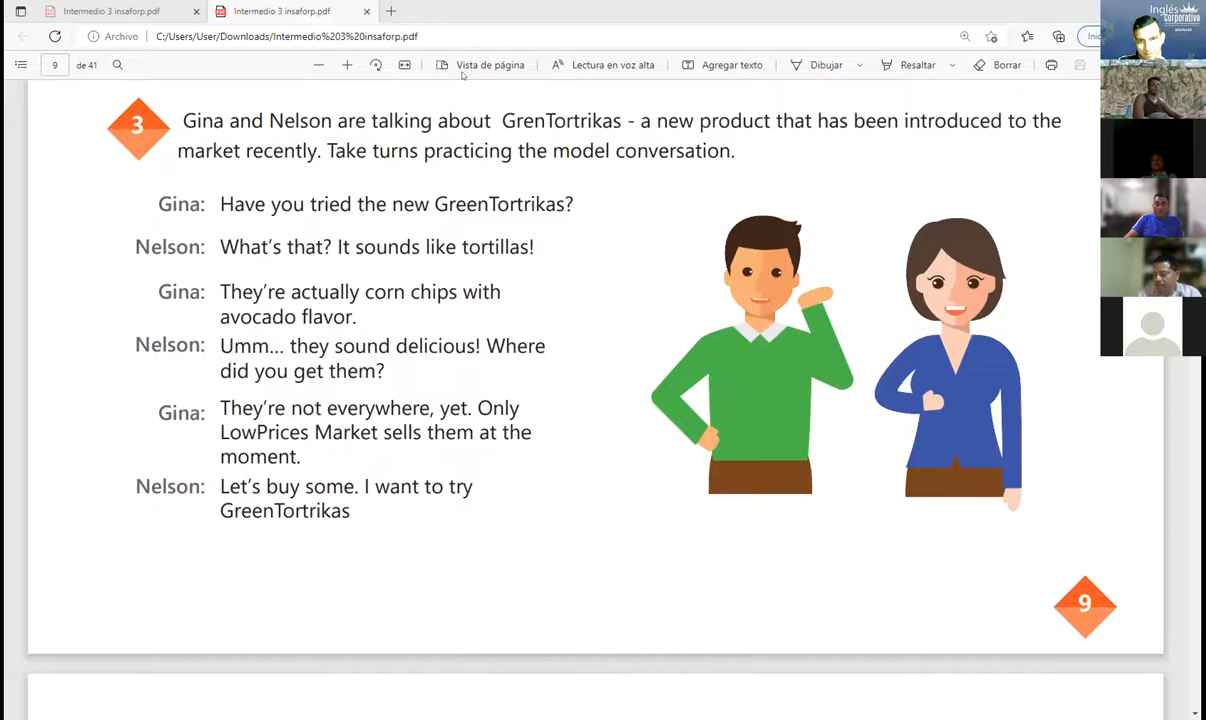 Intermedio 3 insaforp.pdf
Intermedio 3 insaforp.pdf
Archivo
C:/Users/User/Downloads/Intermedio%203%20insaforp.pdf
9
de 41
Vista de página
Lectura en voz alta
Agregar texto
Dibujar
Resaltar
Borrar
Inglés
Corporativo
3
Gina and Nelson are talking about GrenTortrikas - a new product that has been introduced to the
market recently. Take turns practicing the model conversation.
Gina: Have you tried the new GreenTortrikas?
Nelson: What's that? It sounds like tortillas!
Gina: They're actually corn chips with
avocado flavor.
Nelson: Umm... they sound delicious! Where
did you get them?
Gina: They're not everywhere, yet. Only
LowPrices Market sells them at the
moment.
Nelson: Let's buy some. I want to try
GreenTortrikas
9